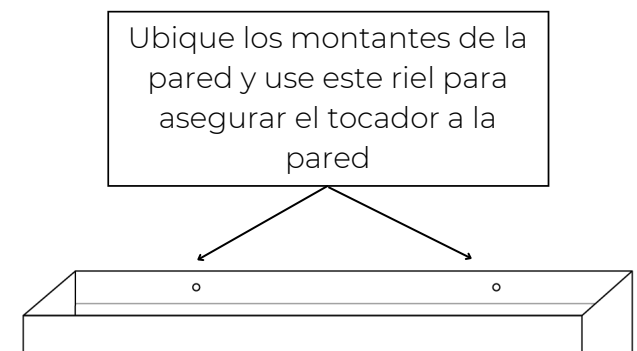 Ubique los montantes de la
pared y use este riel para
asegurar el tocador a la
pared